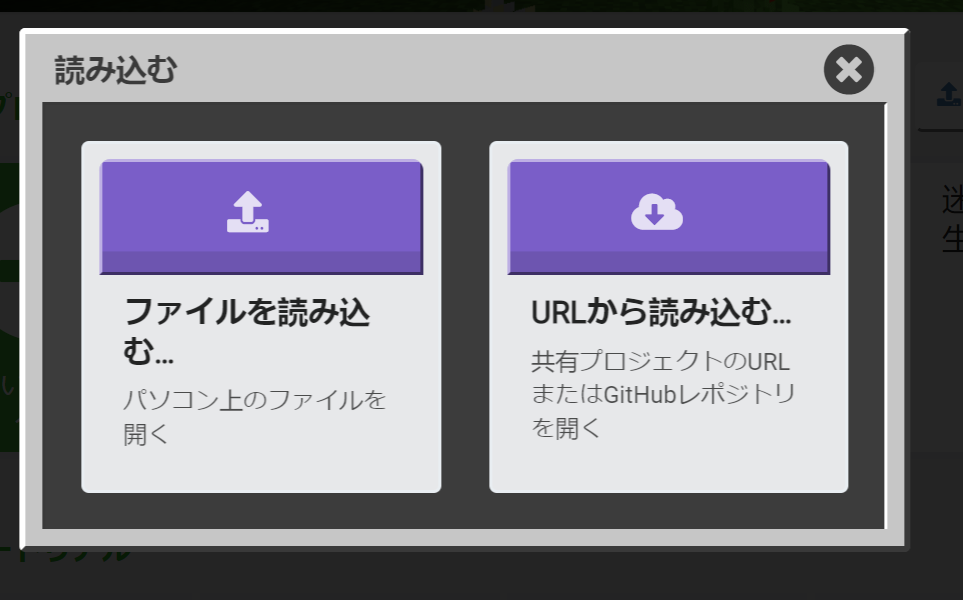 読み込む
ファイルを読み込
む...
パソコン上のファイルを
開く
URLから読み込む...
共有プロジェクトのURL
またはGitHubレポジトリ
を開く
迷
生